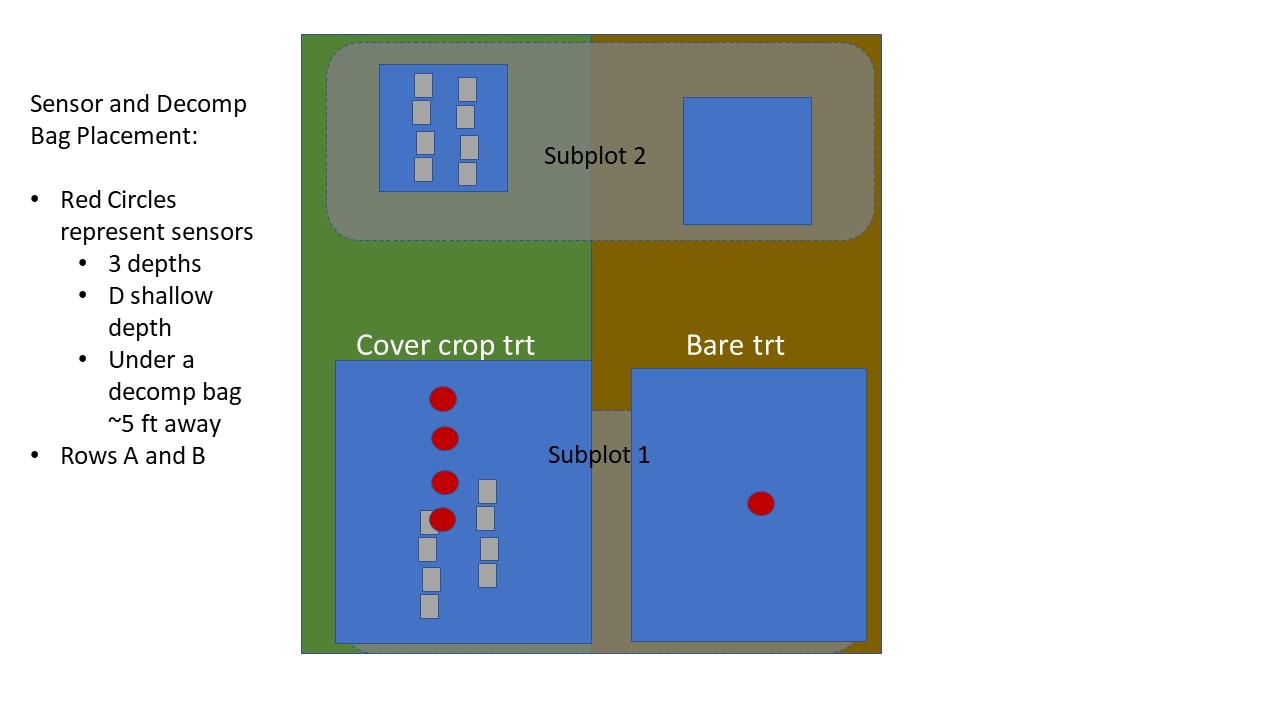 Sensor and Decomp
Bag Placement:
• Red Circles
represent sensors
• 3 depths
• D shallow
depth
• Under a
decomp bag
~5 ft away
• Rows A and B
Subplot 2
Cover crop trt
Bare trt
Subplot 1